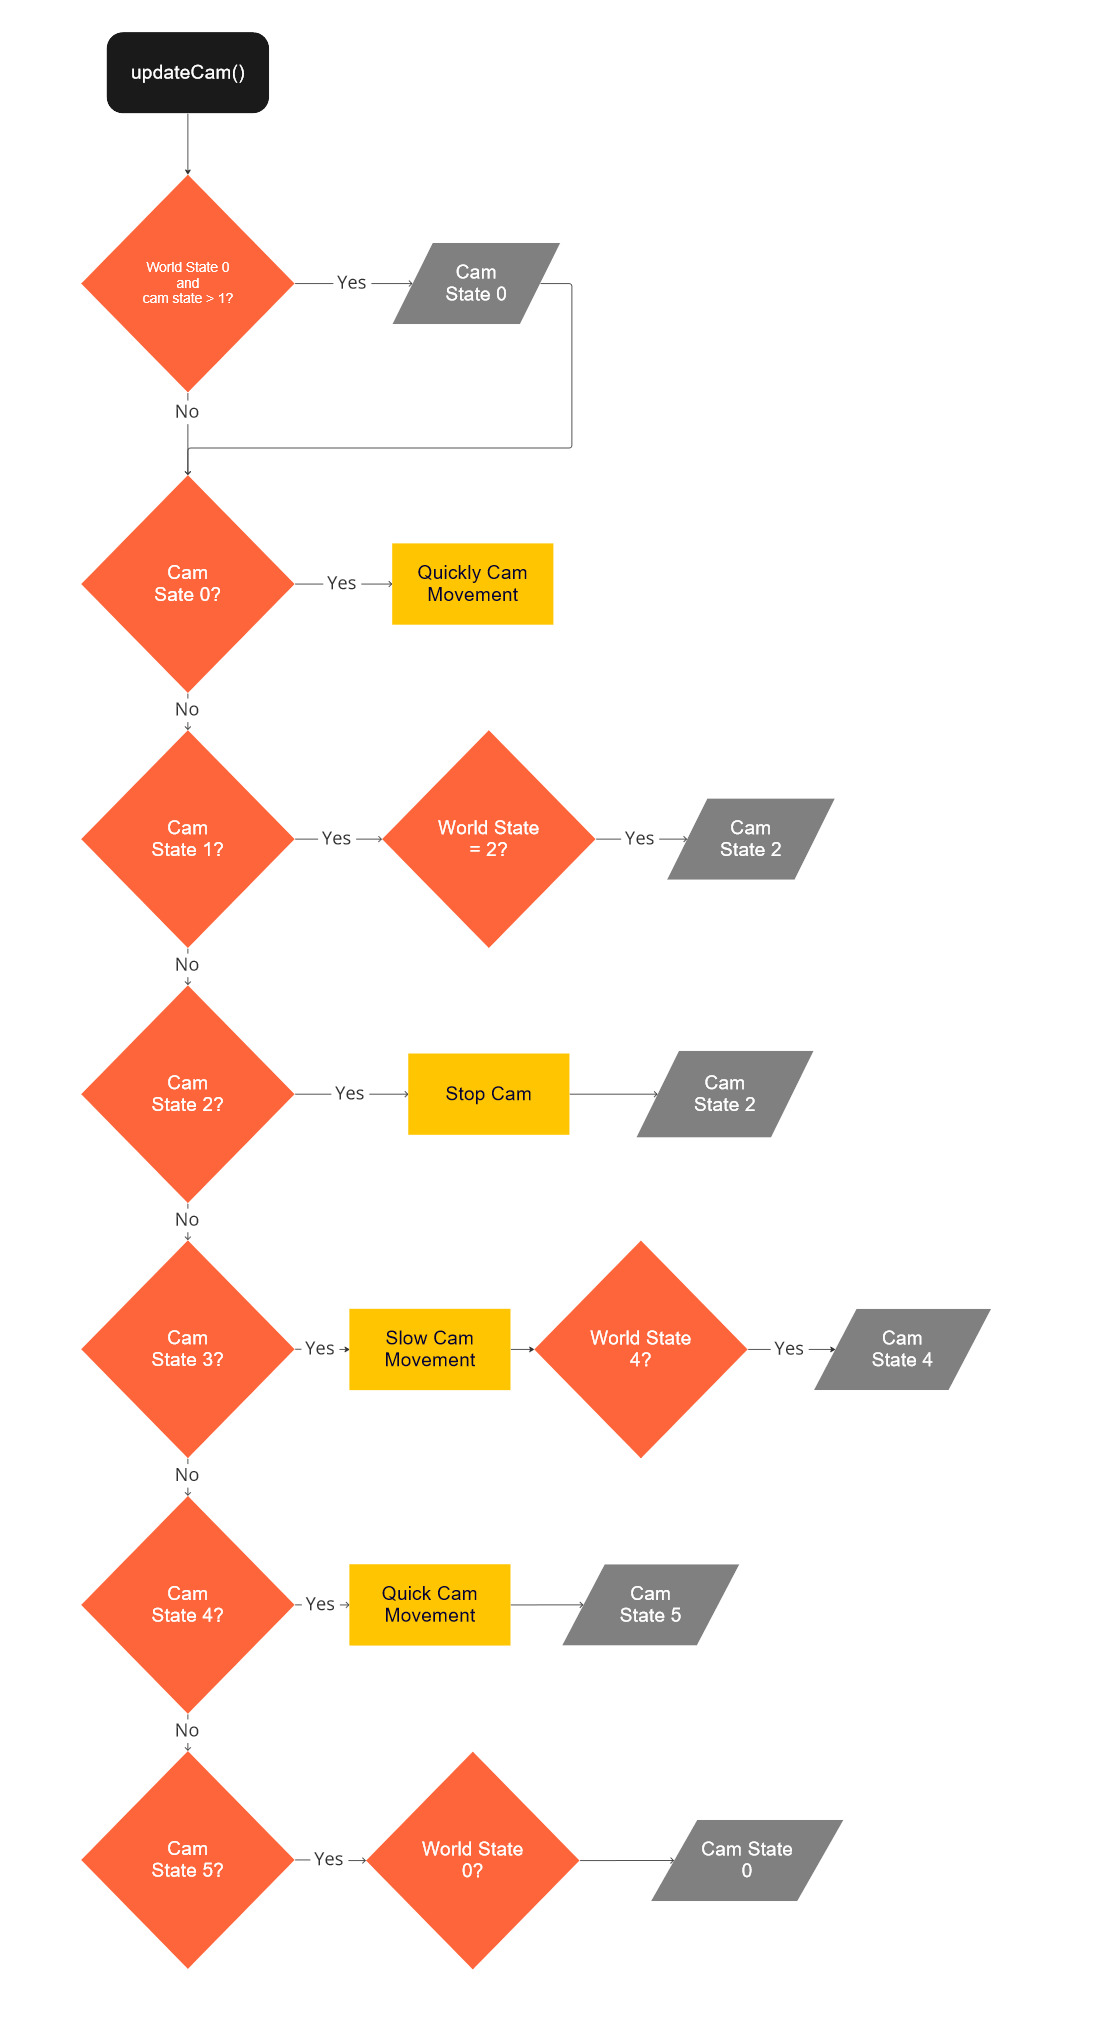 updateCam()
World State 0
and
cam state > 1?
Yes
Cam
State 0
No
Cam
Sate 0?
Yes
Quickly Cam
Movement
No
Cam
State 1?
Yes
World State
= 2?
Yes
Cam
State 2
No
Cam
State 2?
Yes
Stop Cam
Cam
State 2
No
Cam
State 3?
Yes
Slow Cam
Movement
World State
4?
Yes
Cam
State 4
No
Cam
State 4?
Yes
Quick Cam
Movement
Cam
State 5
No
Cam
State 5?
Yes
World State
0?
Cam State
0